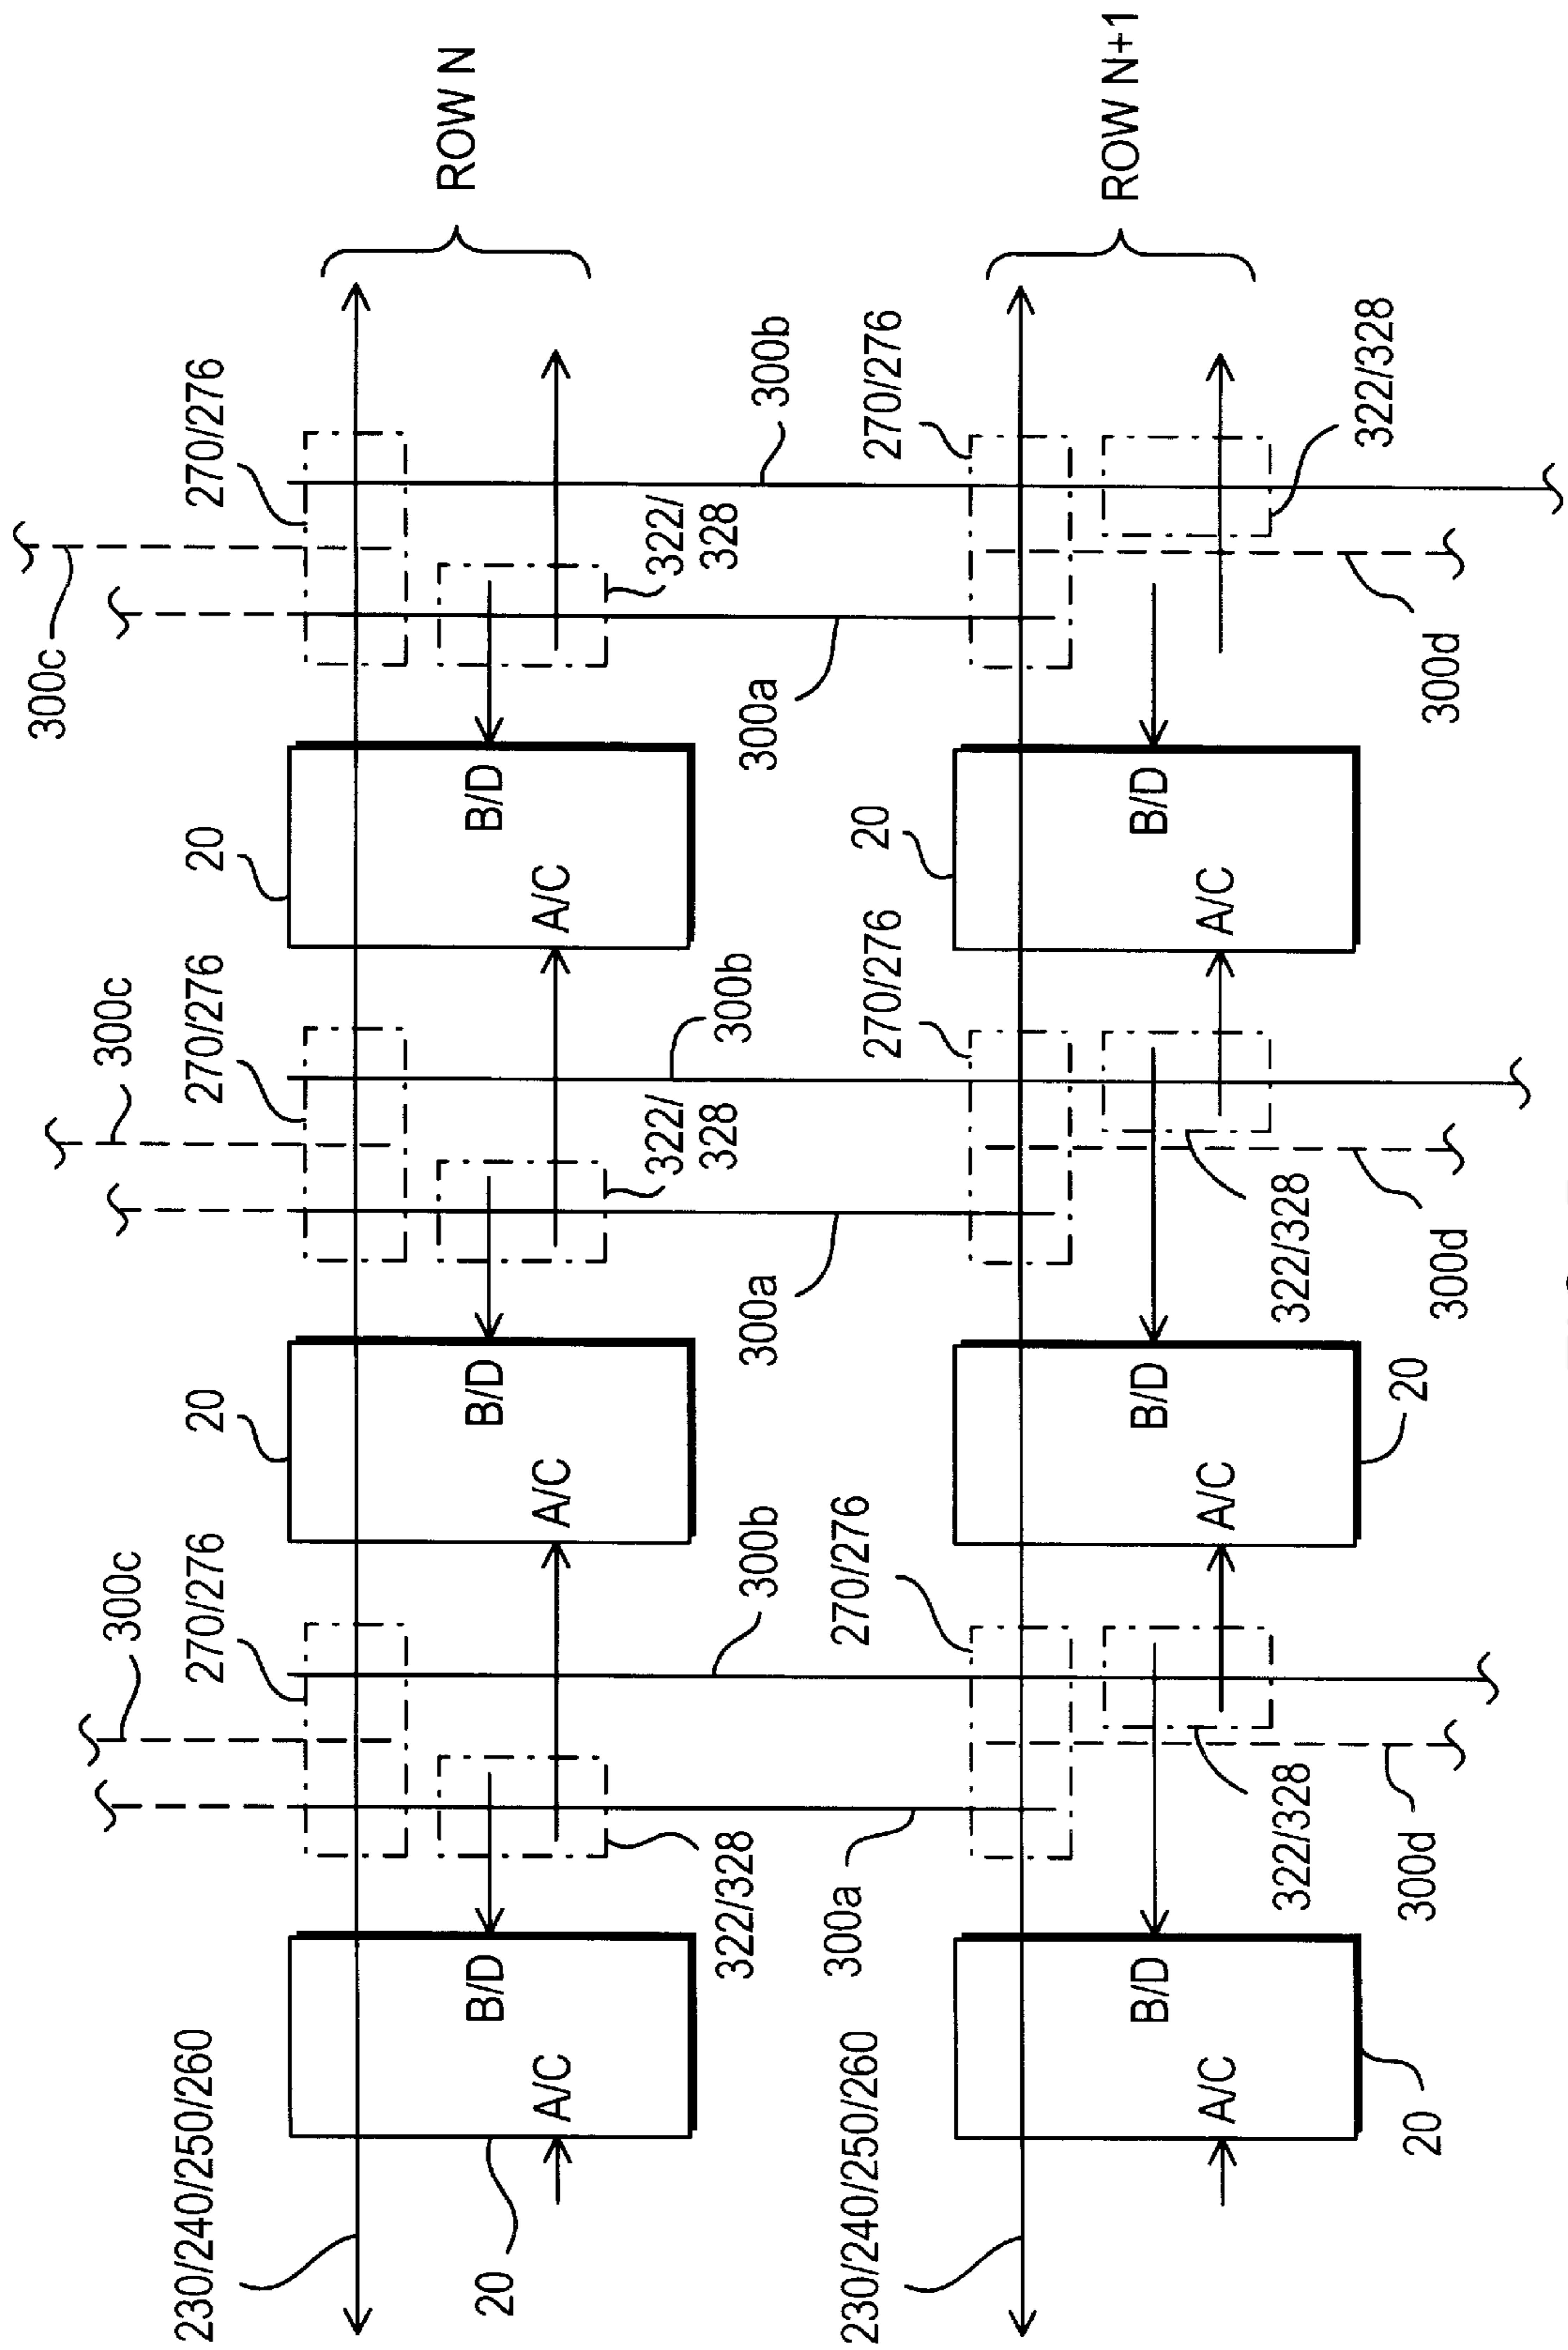 300c
300c
300c
230/240/250/260
270/276
20
270/276
20
270/276
ROW N
B/D
B/D
B/D
A/C
A/C
A/C
20
322/328
322/
328
322/
328
300b
300b
300b
300a
300a
300a
230/240/250/260
270/276
270/276
20
270/276
ROW N+1
B/D
B/D
B/D
A/C
A/C
A/C
322/328
322/328
322/328
20
300d
20
300d
300d